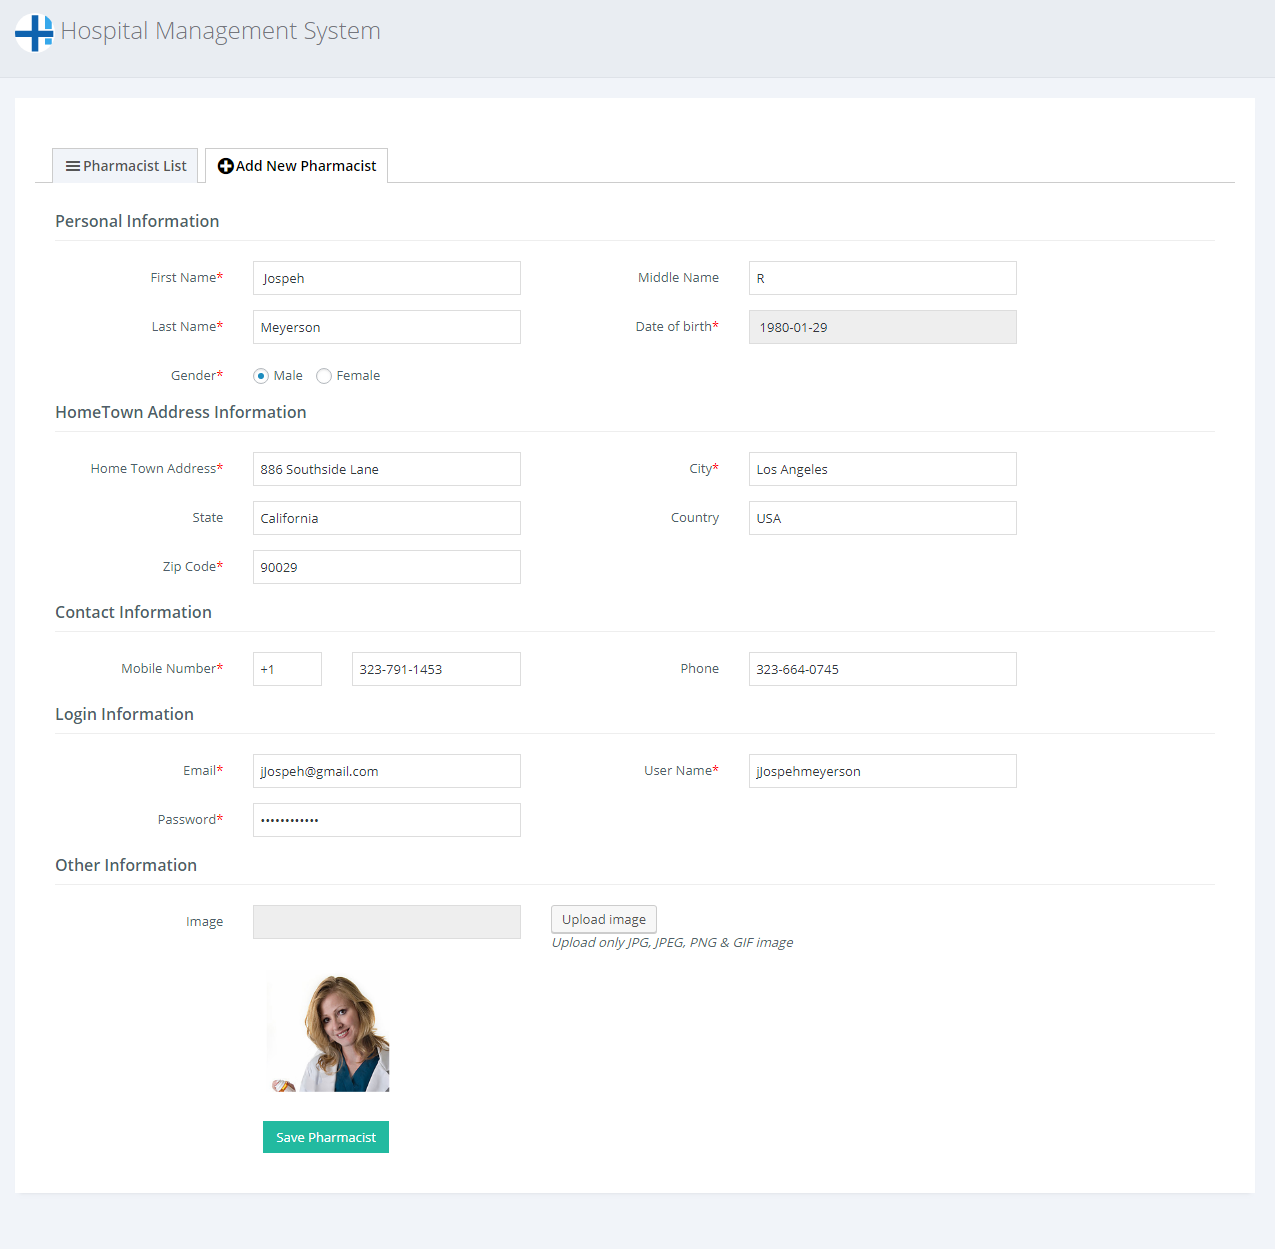 Hospital Management System
Pharmacist List
Add New Pharmacist
Personal Information
First Name* Jospeh Middle Name R
Last Name* Meyerson Date of birth* 1980-01-29
Gender* Male Female
HomeTown Address Information
Home Town Address* 886 Southside Lane City* Los Angeles
State California Country USA
Zip Code* 90029
Contact Information
Mobile Number* +1 323-791-1453 Phone 323-664-0745
Login Information
Email* jJospeh@gmail.com User Name* jJospehmeyerson
Password* ••••••••••••
Other Information
Image Upload image
Upload only JPG, JPEG, PNG & GIF image
Save Pharmacist